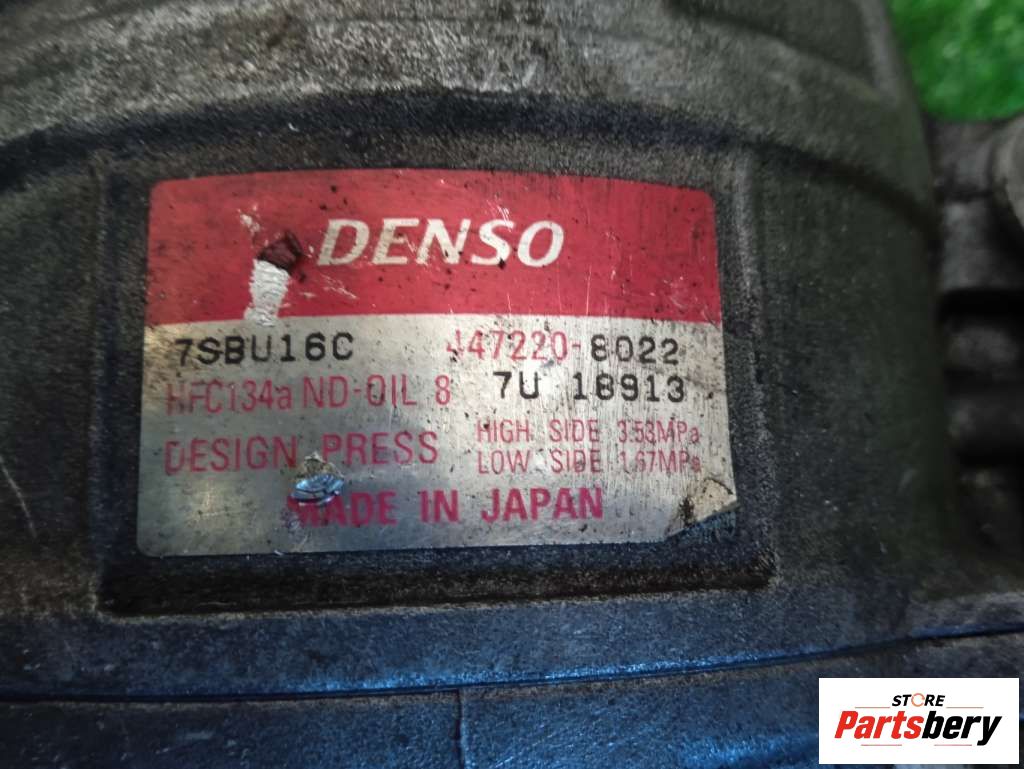 DENSO
7SBU16C 447220-8022
HFC134a ND-OIL 8 7U 18913
DESIGN PRESS HIGH SIDE 3.53MPa
LOW SIDE 1.67MPa
MADE IN JAPAN
STORE
Partsbery